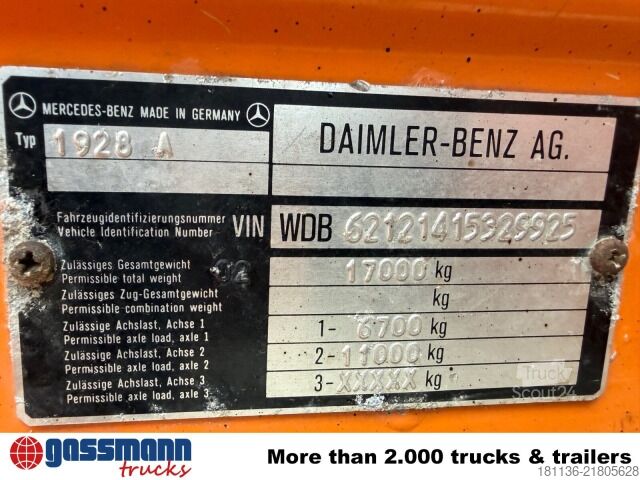 MERCEDES-BENZ MADE IN GERMANY
Typ 1928 A
DAIMLER-BENZ AG.
Fahrzeugidentifizierungsnummer
Vehicle Identification Number
VIN WDB 62121415329925
Zulässiges Gesamtgewicht
Permissible total weight
92
17000 kg
Zulässiges Zug-Gesamtgewicht
Permissible combination weight
kg
Zulässige Achslast, Achse 1
Permissible axle load, axle 1
1- 6700 kg
Zulässige Achslast, Achse 2
Permissible axle load, axle 2
2- 11000 kg
Zulässige Achslast, Achse 3
Permissible axle load, axle 3
3- XXXXX kg
Truck
Scout24
gassmann
trucks
More than 2.000 trucks & trailers
181136-21805628